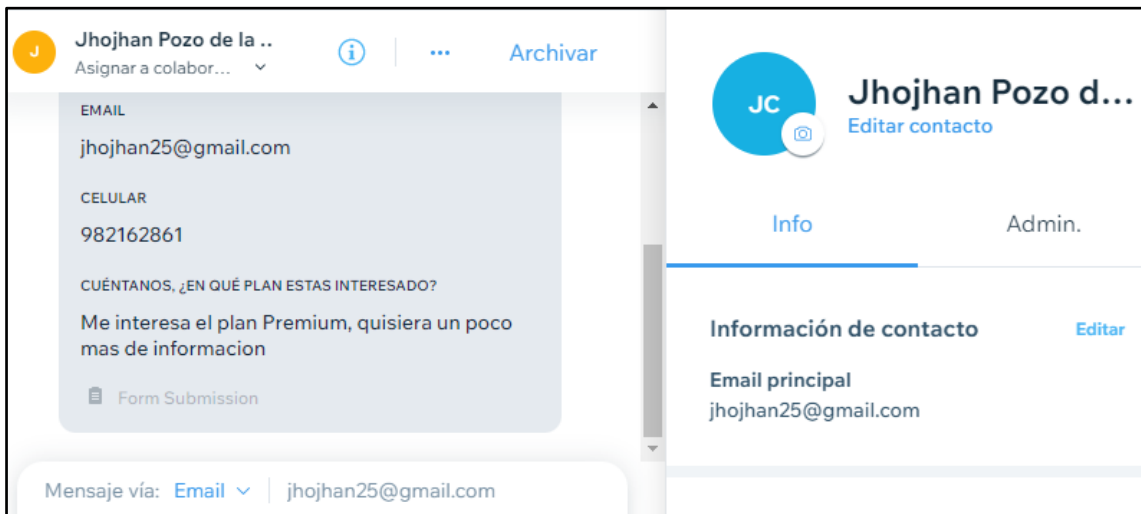 J
Jhojhan Pozo de la ..
Asignar a colabor...
Archivar
EMAIL
jhojhan25@gmail.com
CELULAR
982162861
CUÉNTANOS, ¿EN QUÉ PLAN ESTAS INTERESADO?
Me interesa el plan Premium, quisiera un poco
mas de informacion
Form Submission
Mensaje vía: Email jhojhan25@gmail.com
JC
Jhojhan Pozo d...
Editar contacto
Info Admin.
Información de contacto Editar
Email principal
jhojhan25@gmail.com